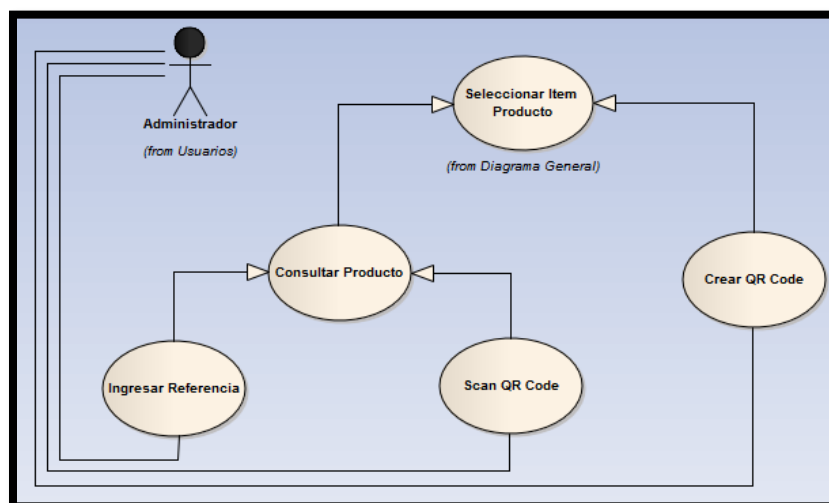 Administrador
(from Usuarios)
Seleccionar Item
Producto
(from Diagrama General)
Consultar Producto
Crear QR Code
Ingresar Referencia
Scan QR Code